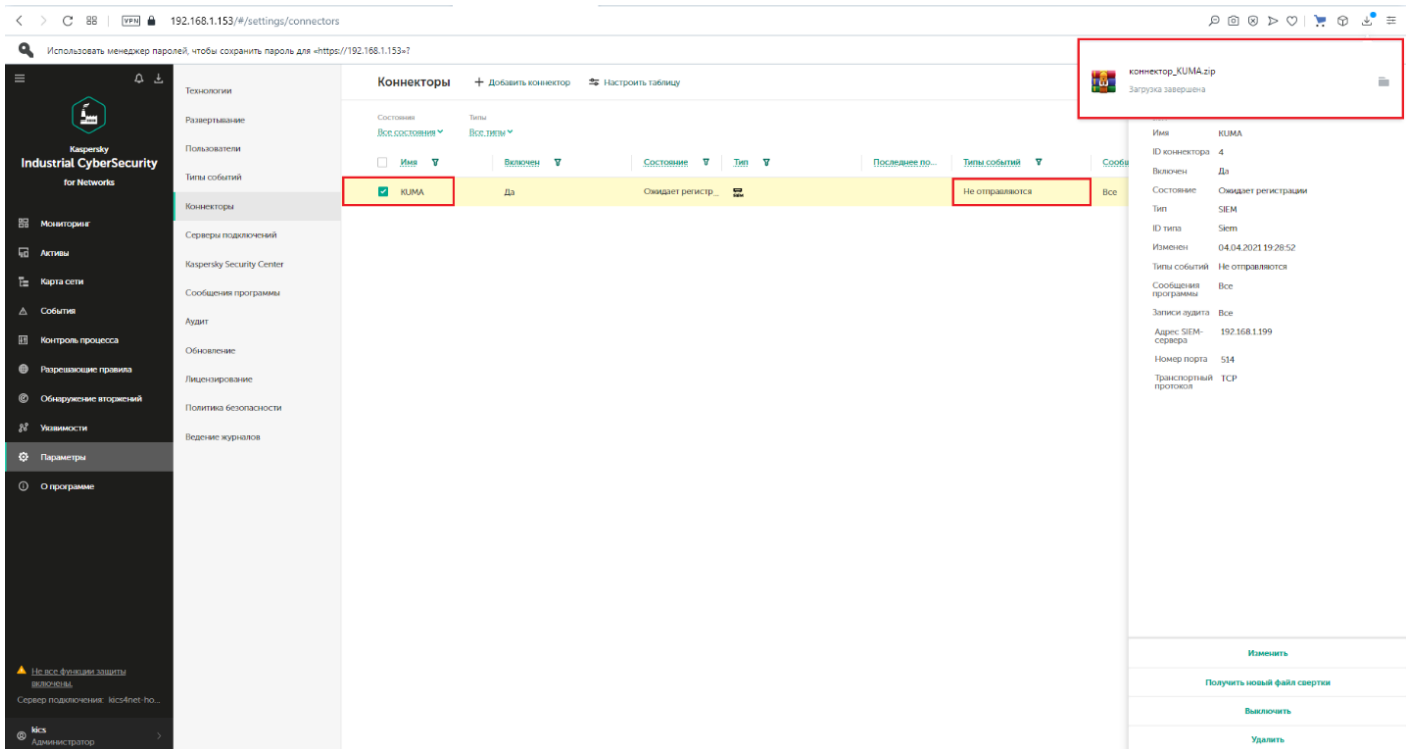 VPN 192.168.1.153/#/settings/connectors
Использовать менеджер паролей, чтобы сохранить пароль для «https://192.168.1.153»?
коннектор_KUMA.zip
Загрузка завершена
Kaspersky
Industrial CyberSecurity
for Networks
Мониторинг
Активы
Карта сети
События
Контроль процесса
Разрешающие правила
Обнаружение вторжений
Уязвимости
Параметры
О программе
Не все функции защиты
включены.
Сервер подключения: kics4net-ho...
kics
Администратор
Технологии
Развертывание
Пользователи
Типы событий
Коннекторы
Серверы подключений
Kaspersky Security Center
Сообщения программы
Аудит
Обновление
Лицензирование
Политика безопасности
Ведение журналов
Коннекторы + Добавить коннектор Настроить таблицу
Состояния Типы
Все состояния Все типы
Имя Включен Состояние Тип Последнее по... Типы событий Сообщ
KUMA Да Ожидает регистр... SIEM Не отправляются Все
Имя KUMA
ID коннектора 4
Включен Да
Состояние Ожидает регистрации
Тип SIEM
ID типа Siem
Изменен 04.04.2021 19:28:52
Типы событий Не отправляются
Сообщения Все
программы
Записи аудита Все
Адрес SIEM- 192.168.1.199
сервера
Номер порта 514
Транспортный TCP
протокол
Изменить
Получить новый файл свертки
Выключить
Удалить